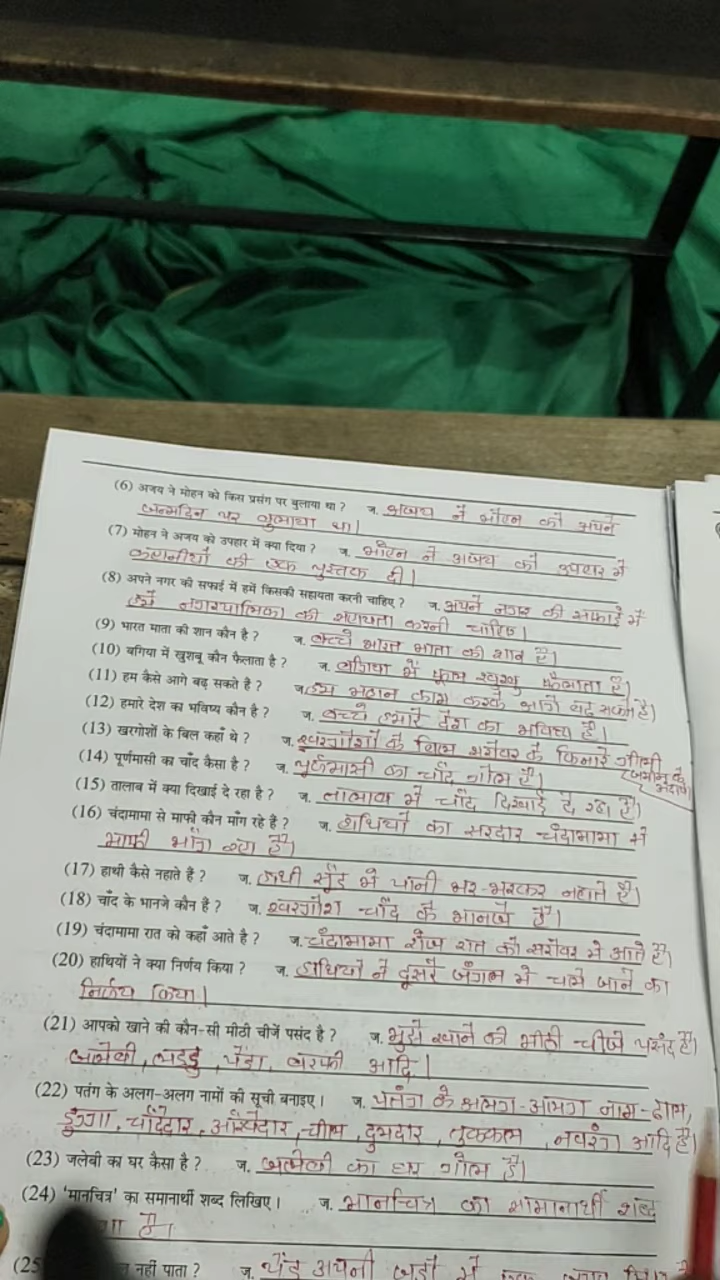 (6) अजय ने मोहन को किस प्रसंग पर बुलाया था ? ज. अजय ने मोहन को अपने
जन्मदिन पर बुलाया था।
(7) मोहन ने अजय को उपहार में क्या दिया ? ज. मोहन ने अजय को उपहार में
कहानीयों की एक पुस्तक दी।
(8) अपने नगर की सफाई में हमें किसकी सहायता करनी चाहिए ? ज. अपने नगर की सफाई में
हमें नगरपालिका की सहायता करनी चाहिए।
(9) भारत माता की शान कौन है ? ज. बच्चे भारत माता की शान है।
(10) बगिया में खुशबू कौन फैलाता है ? ज. बगिया में फूल खुश्बु फैलाता है।
(11) हम कैसे आगे बढ़ सकते है ? ज. हम महान काम करके आगे बढ़ सकते है।
(12) हमारे देश का भविष्य कौन है ? ज. बच्चे हमारे देश का भविष्य है।
(13) खरगोशों के बिल कहाँ थे ? ज. खरगोशों के बिल सरोवर के किनारे गीली
(जमीन के अंदर थे)
(14) पूर्णमासी का चाँद कैसा है ? ज. पूर्णमासी का चाँद गोल है।
(15) तालाब में क्या दिखाई दे रहा है ? ज. तालाब में चाँद दिखाई दे रहा है।
(16) चंदामामा से माफी कौन माँग रहे है ? ज. हाथियों का सरदार चंदामामा से
माफी माँग रहा है।
(17) हाथी कैसे नहाते हैं ? ज. हाथी सूँड में पानी भर-भरकर नहाते है।
(18) चाँद के भानजे कौन है ? ज. खरगोश चाँद के भानजे है।
(19) चंदामामा रात को कहाँ आते है ? ज. चंदामामा रोज रात को सरोवर में आते है।
(20) हाथियों ने क्या निर्णय किया ? ज. हाथियों ने दूसरे जंगल में चले जाने का
निर्णय किया।
(21) आपको खाने की कौन-सी मीठी चीजें पसंद है ? ज. मुझे खाने की मीठी चीजें पसंद है।
जलेबी, लड्डु, पेंडा, बरफी आदि।
(22) पतंग के अलग-अलग नामों की सूची बनाइए। ज. पतंग के अलग-अलग नाम-ढाल,
डुग्गा, चाँददार, आँखेदार, चील, दुमदार, तुक्कल, नवरंग आदि है।
(23) जलेबी का घर कैसा है ? ज. जलेबी का घर गोल है।
(24) 'मानचित्र' का समानार्थी शब्द लिखिए। ज. मानचित्र का सामानार्थी शब्द
है।
(25 नहीं पाता ? ज. पेड़ अपनी जड़ों से